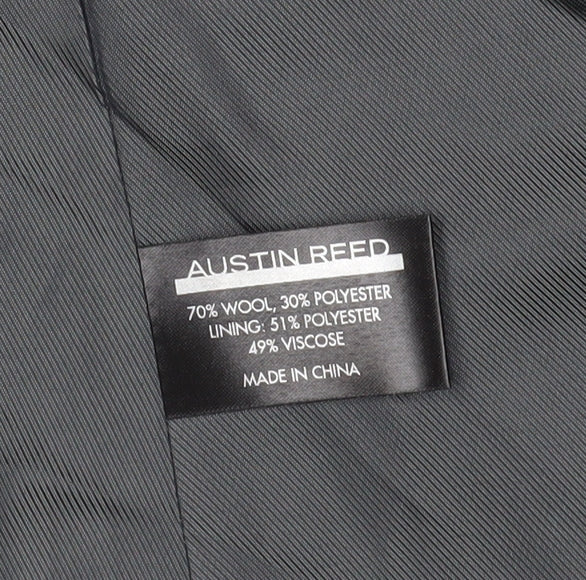 AUSTIN REED
70% WOOL, 30% POLYESTER
LINING: 51% POLYESTER
49% VISCOSE
MADE IN CHINA